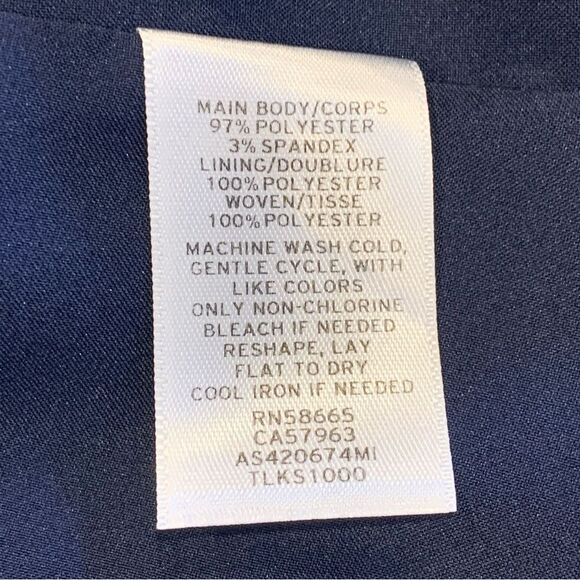 MAIN BODY/CORPS
97% POLYESTER
3% SPANDEX
LINING/DOUBLURE
100% POLYESTER
WOVEN/TISSE
100% POLYESTER
MACHINE WASH COLD,
GENTLE CYCLE, WITH
LIKE COLORS
ONLY NON-CHLORINE
BLEACH IF NEEDED
RESHAPE, LAY
FLAT TO DRY
COOL IRON IF NEEDED
RN58665
CA57963
AS420674MI
TLKS1000